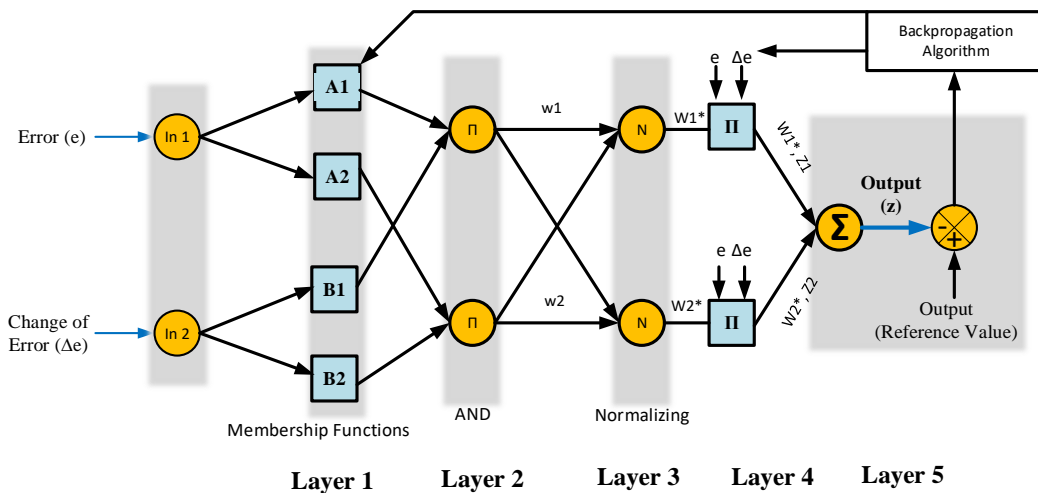 Backpropagation
Algorithm
e Δe
A1
w1
Error (e)
In 1
Π
N
W1*
Π
A2
W1*, Z1
Output
(z)
Σ
-
+
e Δe
B1
w2
Change of
Error (Δe)
In 2
Π
N
W2*
Π
W2*, Z2
Output
(Reference Value)
B2
Membership Functions
AND
Normalizing
Layer 1
Layer 2
Layer 3
Layer 4
Layer 5